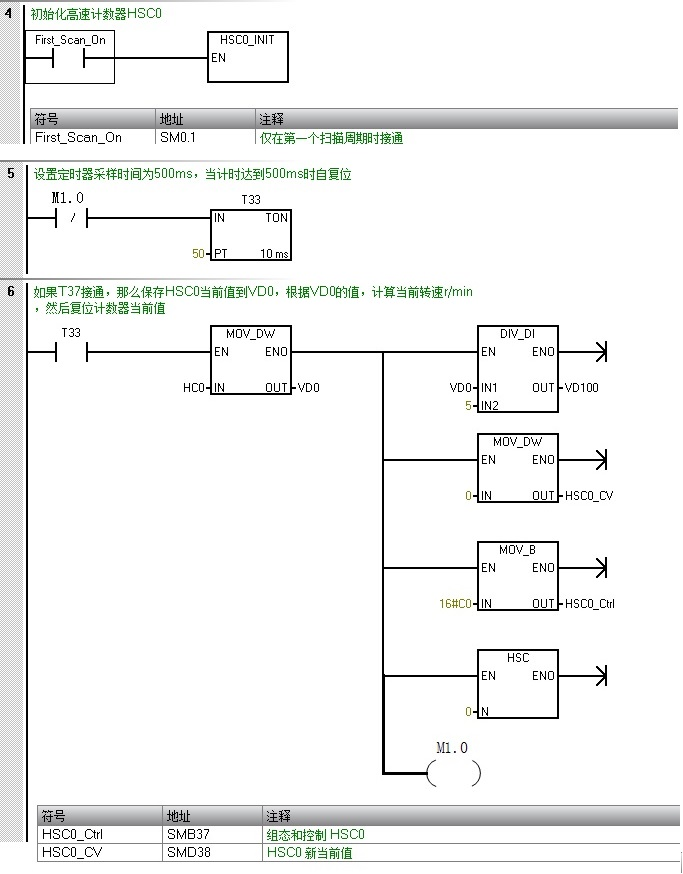 4 初始化高速计数器HSC0
First_Scan_On HSC0_INIT
EN
符号 地址 注释
First_Scan_On SM0.1 仅在第一个扫描周期时接通
5 设置定时器采样时间为500ms，当计时达到500ms时自复位
M1.0 T33
/ IN TON
50 PT 10 ms
6 如果T37接通，那么保存HSC0当前值到VD0，根据VD0的值，计算当前转速r/min
，然后复位计数器当前值
T33 MOV_DW DIV_DI
EN ENO EN ENO
HC0 IN OUT VD0 VD0 IN1 OUT VD100
5 IN2
MOV_DW
EN ENO
0 IN OUT HSC0_CV
MOV_B
EN ENO
16#C0 IN OUT HSC0_Ctrl
HSC
EN ENO
0 N
M1.0
符号 地址 注释
HSC0_Ctrl SMB37 组态和控制 HSC0
HSC0_CV SMD38 HSC0 新当前值